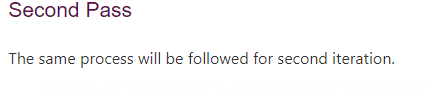 Second Pass
The same process will be followed for second iteration.